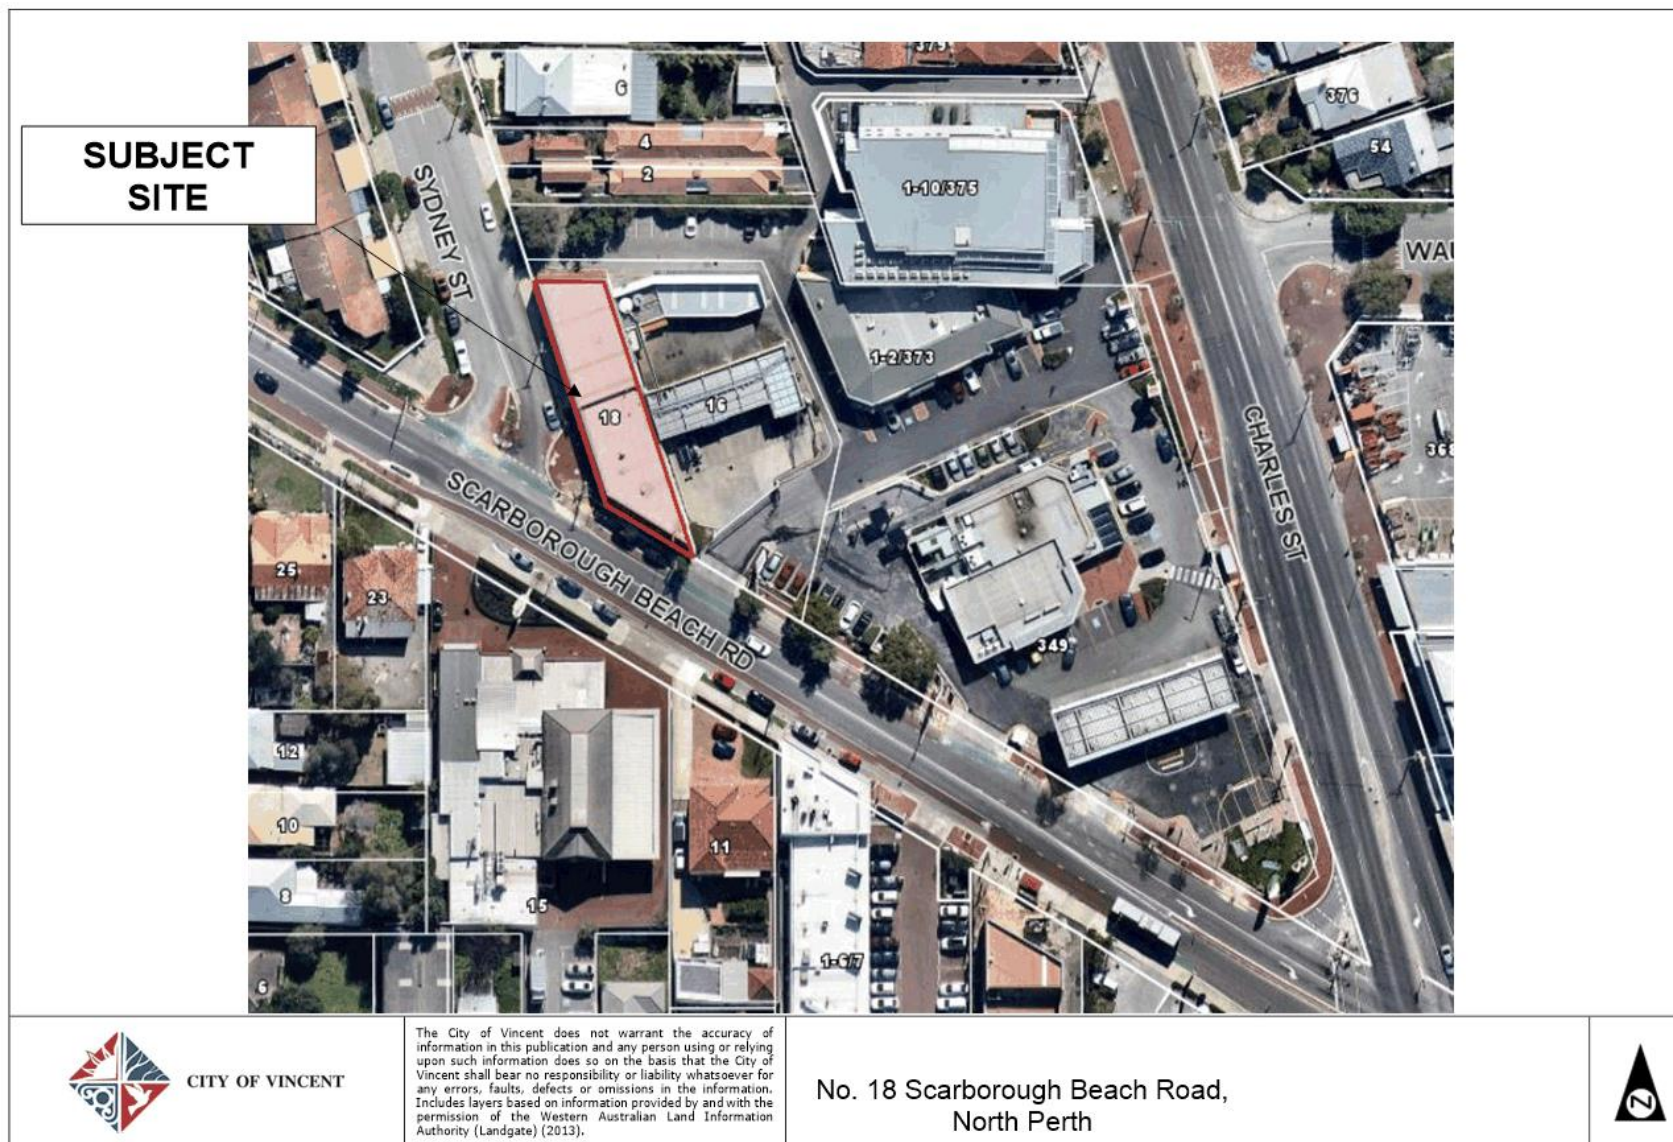 379
6
376
SUBJECT
SITE
4
54
2
1-10/375
SYDNEY ST
1-2/373
16
18
CHARLES ST
SCARBOROUGH BEACH RD
25
23
349
12
10
11
8
15
1-6/7
6
CITY OF VINCENT
The City of Vincent does not warrant the accuracy of
information in this publication and any person using or relying
upon such information does so on the basis that the City of
Vincent shall bear no responsibility or liability whatsoever for
any errors, faults, defects or omissions in the information.
Includes layers based on information provided by and with the
permission of the Western Australian Land Information
Authority (Landgate) (2013).
No. 18 Scarborough Beach Road,
North Perth
N